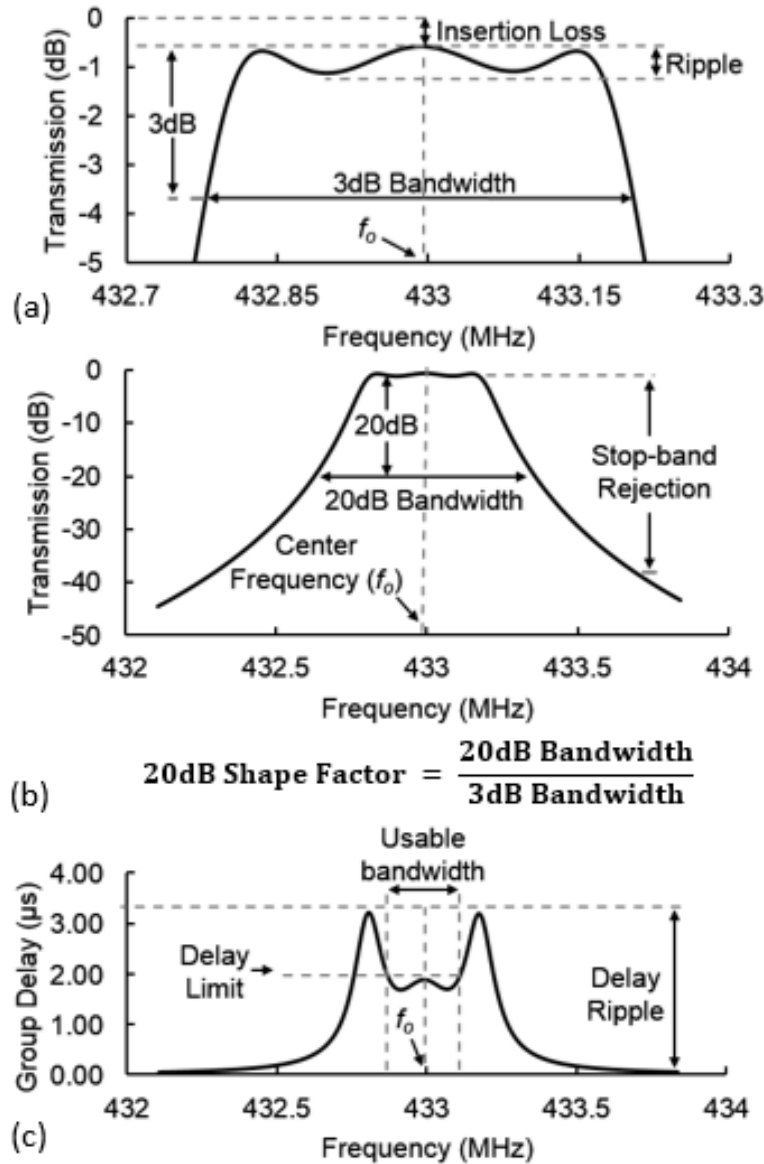 0
-1
-2
-3
-4
-5
Transmission (dB)
Insertion Loss
Ripple
3dB
3dB Bandwidth
fo
432.7 432.85 433 433.15 433.3
(a)
Frequency (MHz)
0
-10
-20
-30
-40
-50
Transmission (dB)
20dB
20dB Bandwidth
Stop-band
Rejection
Center
Frequency (fo)
432 432.5 433 433.5 434
Frequency (MHz)
(b)
20dB Shape Factor = 20dB Bandwidth
3dB Bandwidth
Usable
bandwidth
4.00
3.00
2.00
1.00
0.00
Group Delay (µs)
Delay
Limit
fo
Delay
Ripple
432 432.5 433 433.5 434
(c)
Frequency (MHz)